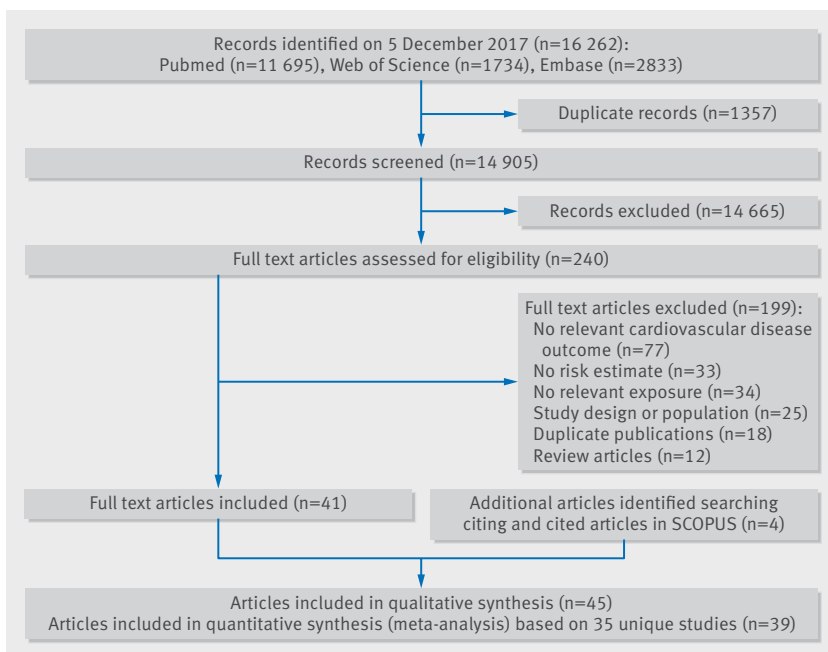 Records identified on 5 December 2017 (n=16 262):
Pubmed (n=11 695), Web of Science (n=1734), Embase (n=2833)
Duplicate records (n=1357)
Records screened (n=14 905)
Records excluded (n=14 665)
Full text articles assessed for eligibility (n=240)
Full text articles excluded (n=199):
No relevant cardiovascular disease
outcome (n=77)
No risk estimate (n=33)
No relevant exposure (n=34)
Study design or population (n=25)
Duplicate publications (n=18)
Review articles (n=12)
Full text articles included (n=41)
Additional articles identified searching
citing and cited articles in SCOPUS (n=4)
Articles included in qualitative synthesis (n=45)
Articles included in quantitative synthesis (meta-analysis) based on 35 unique studies (n=39)